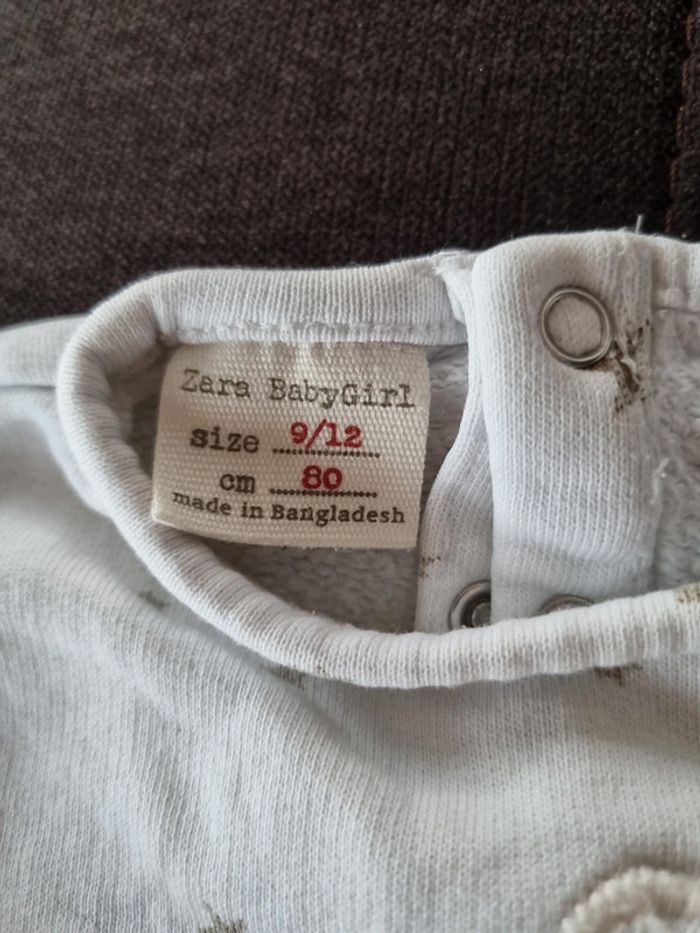 Zara BabyGirl
size 9/12
cm 80
made in Bangladesh